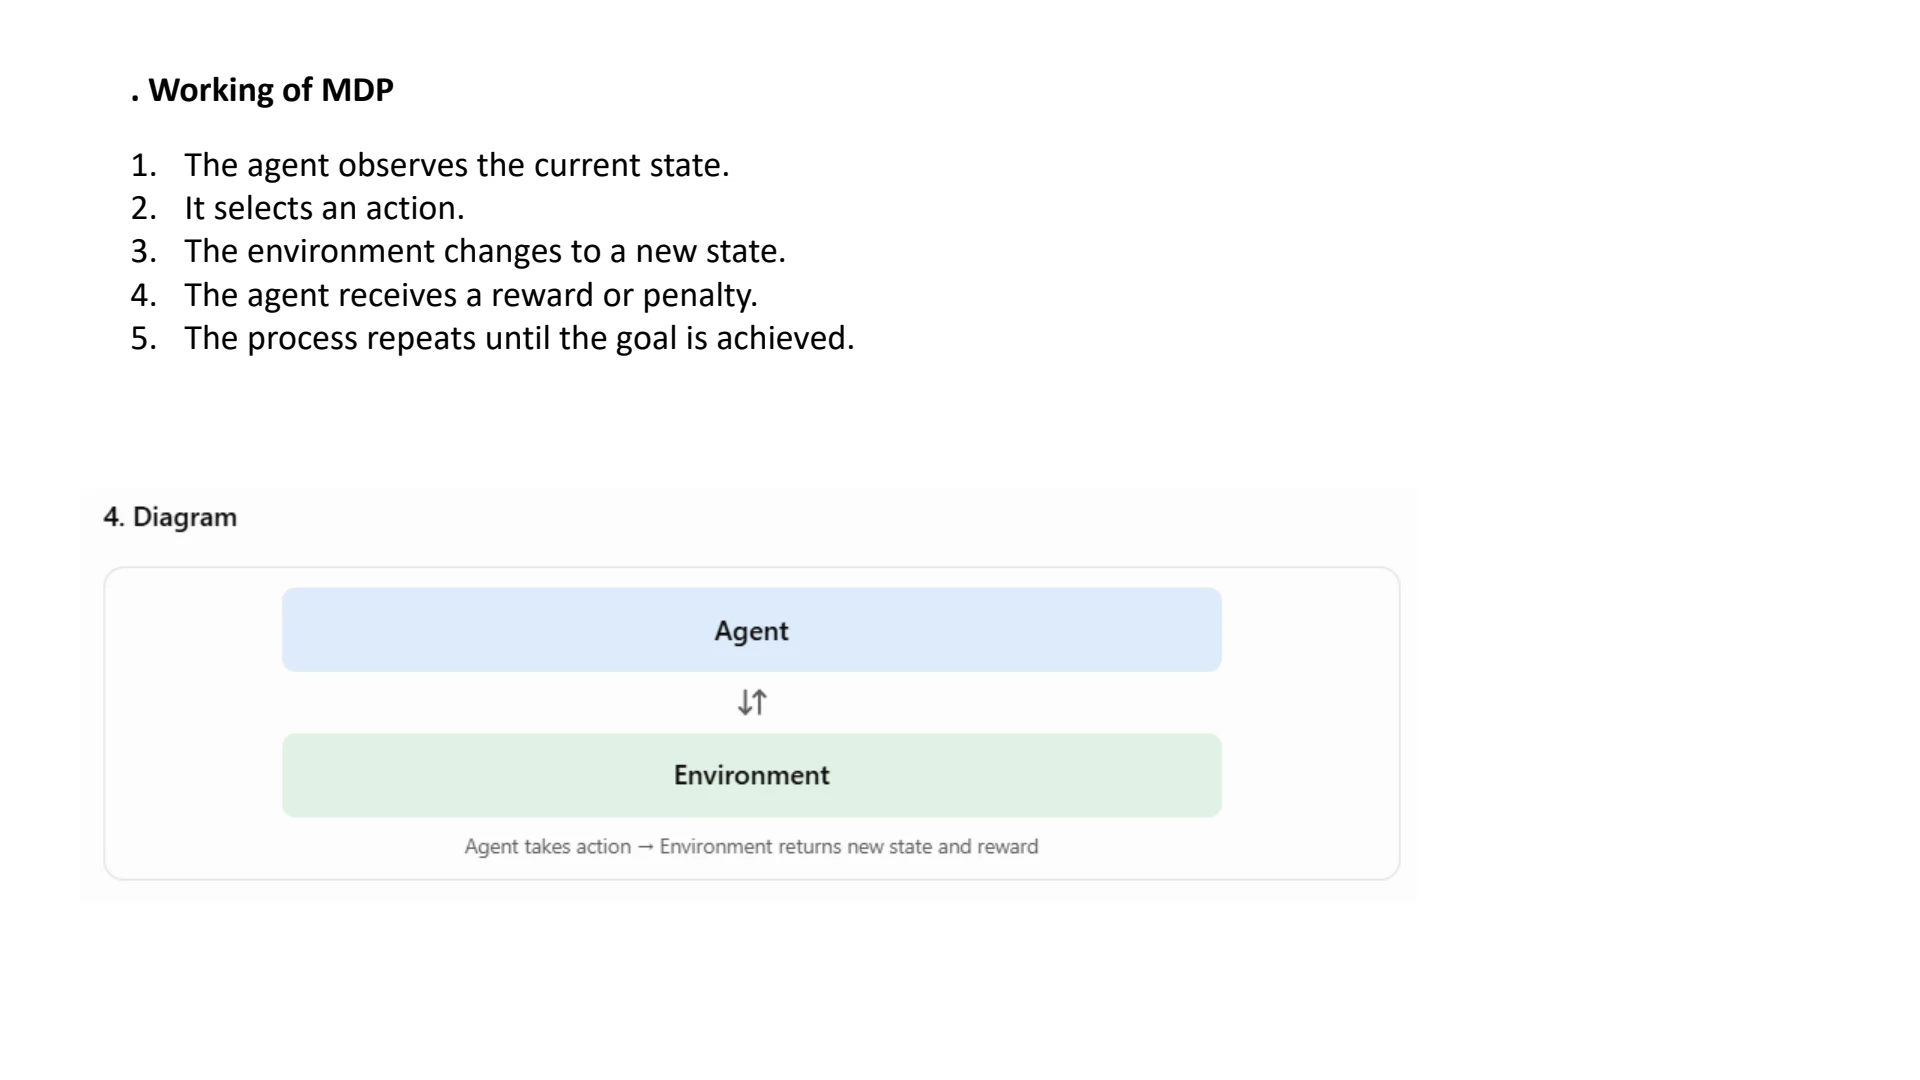 . Working of MDP
1. The agent observes the current state.
2. It selects an action.
3. The environment changes to a new state.
4. The agent receives a reward or penalty.
5. The process repeats until the goal is achieved.
4. Diagram
Agent
↓↑
Environment
Agent takes action → Environment returns new state and reward